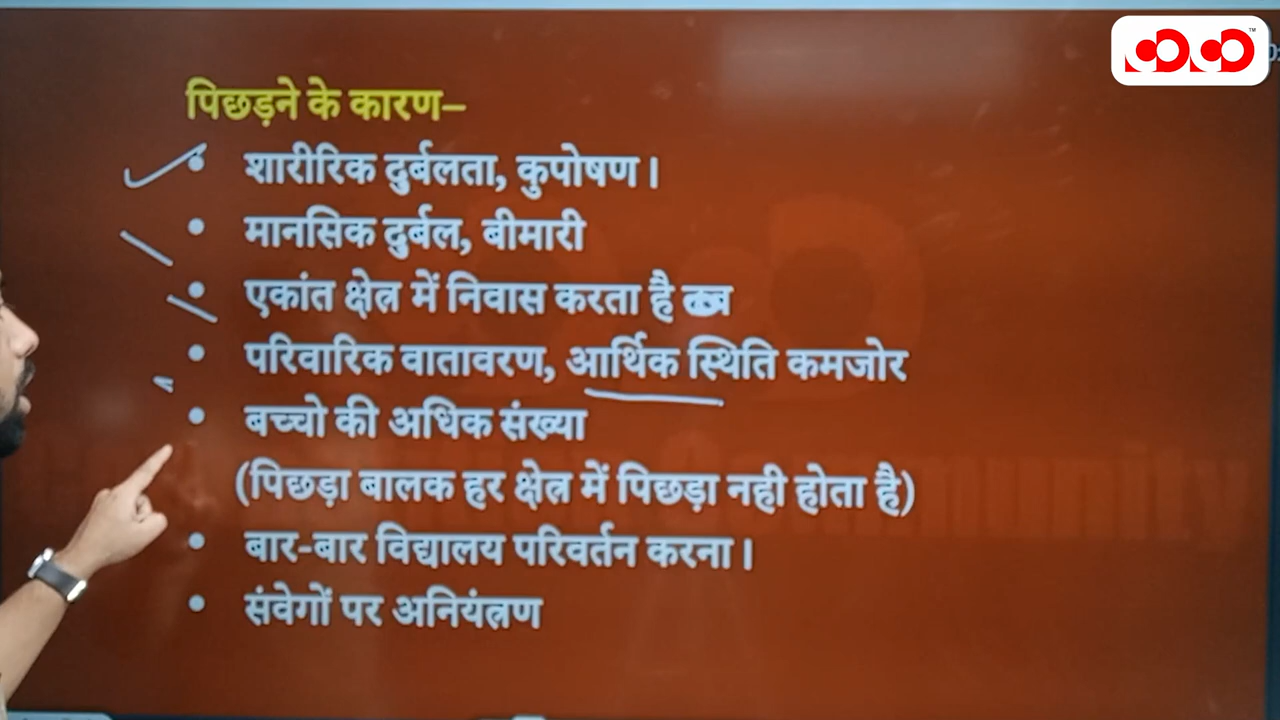 पिछड़ने के कारण–
• शारीरिक दुर्बलता, कुपोषण ।
• मानसिक दुर्बल, बीमारी
• एकांत क्षेत्र में निवास करता है
• परिवारिक वातावरण, आर्थिक स्थिति कमजोर
• बच्चो की अधिक संख्या
(पिछड़ा बालक हर क्षेत्र में पिछड़ा नही होता है)
• बार-बार विद्यालय परिवर्तन करना ।
• संवेगों पर अनियंत्रण